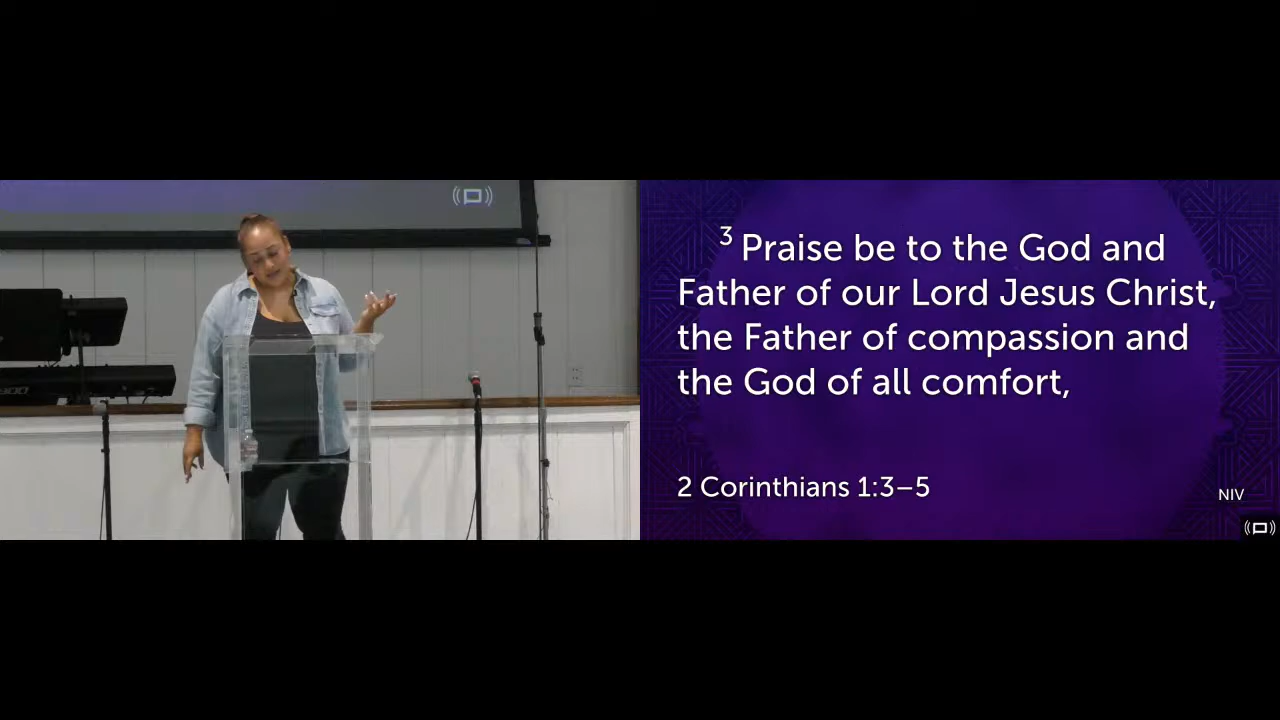 3 Praise be to the God and
Father of our Lord Jesus Christ,
the Father of compassion and
the God of all comfort,
2 Corinthians 1:3–5
NIV